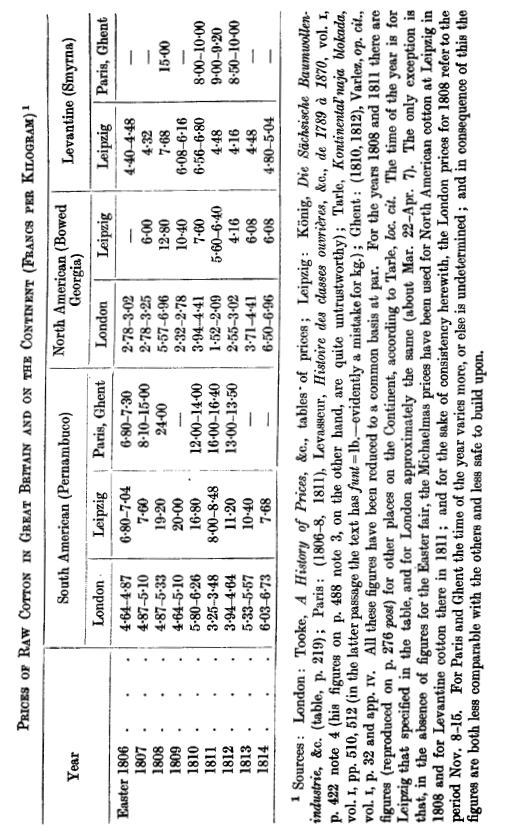 PRICES OF RAW COTTON IN GREAT BRITAIN AND ON THE CONTINENT (FRANCS PER KILOGRAM) ¹
Year South American (Pernambuco) North American (Bowed Georgia) Levantine (Smyrna)
London Leipzig Paris, Ghent London Leipzig Leipzig Paris, Ghent
Easter 1806 . . 4·64-4·87 6·80-7·04 6·80-7·30 2·78-3·02 — 4·40-4·48 —
1807 . . 4·87-5·10 7·60 8·10-15·00 2·78-3·25 6·00 4·32 —
1808 . . 4·87-5·33 19·20 24·00 5·57-6·96 12·80 7·68 15·00
1809 . . 4·64-5·10 20·00 — 2·32-2·78 10·40 6·08-6·16 —
1810 . . 5·80-6·26 16·80 12·00-14·00 3·94-4·41 7·60 6·56-6·80 8·00-10·00
1811 . . 3·25-3·48 8·00-8·48 16·00-16·40 1·52-2·09 5·60-6·40 4·48 9·00-9·20
1812 . . 3·94-4·64 11·20 13·00-13·50 2·55-3·02 4·16 4·16 8·50-10·00
1813 . . 5·33-5·57 10·40 — 3·71-4·41 6·08 4·48 —
1814 . . 6·03-6·73 7·68 — 6·50-6·96 6·08 4·80-5·04 —
¹ Sources: London: Tooke, A History of Prices, &c., tables of prices; Leipzig: König, Die Sächsische Baumwollen-
industrie, &c. (table, p. 219); Paris: (1806-8, 1811), Levasseur, Histoire des classes ouvrières, &c., de 1789 à 1870, vol. I,
p. 422 note 4 (his figures on p. 488 note 3, on the other hand, are quite untrustworthy); Tarle, Kontinental'naja blokada,
vol. I, pp. 510, 512 (in the latter passage the text has funt=lb.—evidently a mistake for kg.); Ghent: (1810, 1812), Varlez, op. cit.,
vol. I, p. 32 and app. IV. All these figures have been reduced to a common basis at par. For the years 1808 and 1811 there are
figures (reproduced on p. 276 post) for other places on the Continent, according to Tarle, loc. cit. The time of the year is for
Leipzig that specified in the table, and for London approximately the same (about Mar. 22-Apr. 7). The only exception is
that, in the absence of figures for the Easter fair, the Michaelmas prices have been used for North American cotton at Leipzig in
1808 and for Levantine cotton there in 1811; and for the sake of consistency herewith, the London prices for 1808 refer to the
period Nov. 8-15. For Paris and Ghent the time of the year varies more, or else is undetermined; and in consequence of this the
figures are both less comparable with the others and less safe to build upon.